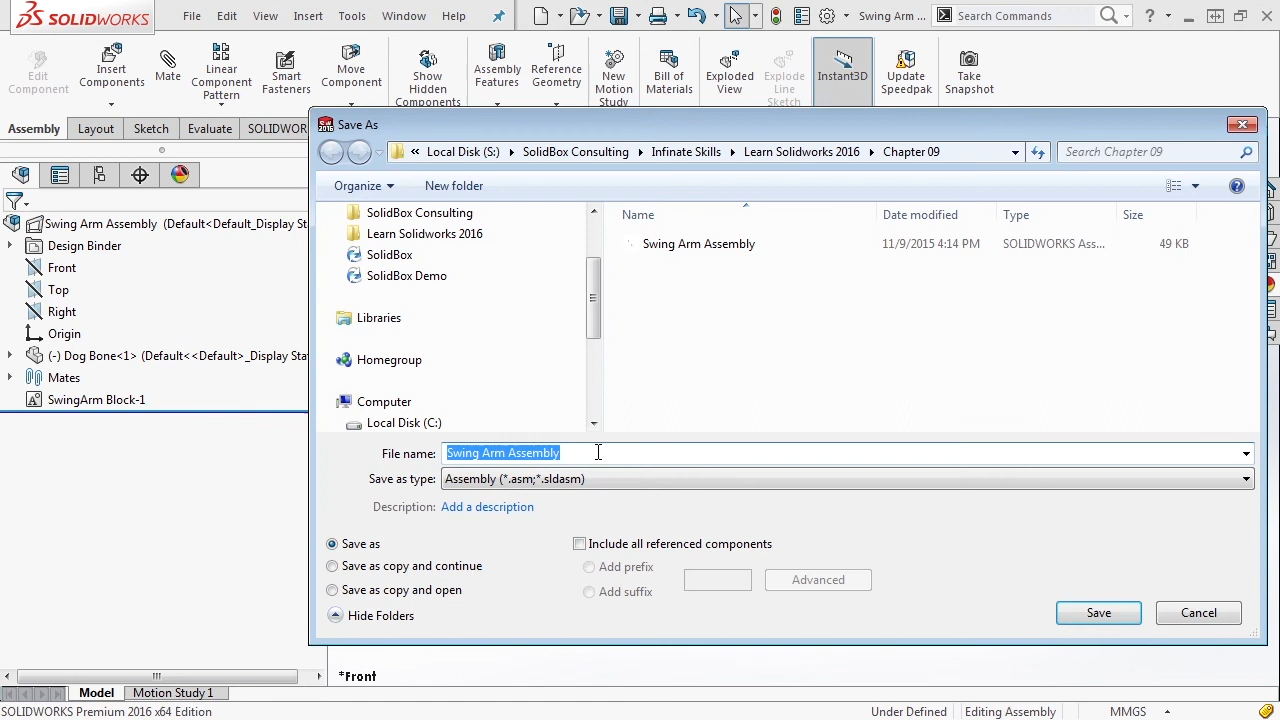 SOLIDWORKS File Edit View Insert Tools Window Help Swing Arm ... Search Commands ?
Edit Component
Insert Components
Mate
Linear Component Pattern
Smart Fasteners
Move Component
Show Hidden Components
Assembly Features
Reference Geometry
New Motion Study
Bill of Materials
Exploded View
Explode Line Sketch
Instant3D
Update Speedpak
Take Snapshot
Assembly Layout Sketch Evaluate SOLIDWOR
Save As
« Local Disk (S:) SolidBox Consulting Infinate Skills Learn Solidworks 2016 Chapter 09 Search Chapter 09
Organize New folder
Swing Arm Assembly (Default<Default_Display St
Design Binder
Front
Top
Right
Origin
(-) Dog Bone<1> (Default<<Default>_Display Sta
Mates
SwingArm Block-1
SolidBox Consulting
Learn Solidworks 2016
SolidBox
SolidBox Demo
Libraries
Homegroup
Computer
Local Disk (C:)
Name Date modified Type Size
Swing Arm Assembly 11/9/2015 4:14 PM SOLIDWORKS Ass... 49 KB
File name: Swing Arm Assembly
Save as type: Assembly (*.asm;*.sldasm)
Description: Add a description
Save as Include all referenced components
Save as copy and continue Add prefix Advanced
Save as copy and open Add suffix
Hide Folders Save Cancel
*Front
Model Motion Study 1
SOLIDWORKS Premium 2016 x64 Edition Under Defined Editing Assembly MMGS